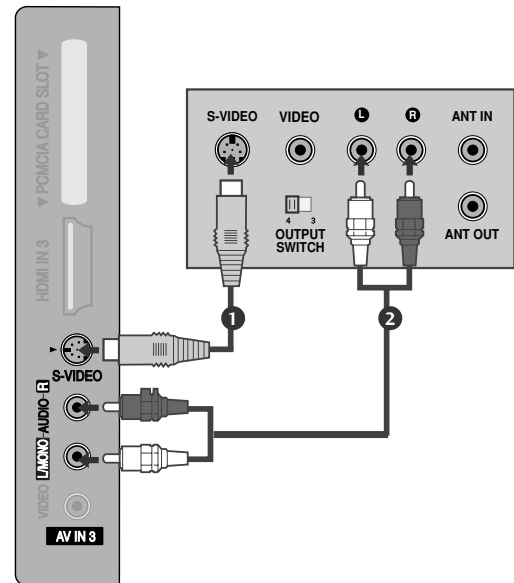 ▼ PCMCIA CARD SLOT ▼
HDMI IN 3
S-VIDEO
L/MONO AUDIO R
VIDEO
AV IN 3
S-VIDEO VIDEO L R ANT IN
4 3
OUTPUT
SWITCH
ANT OUT
1
2